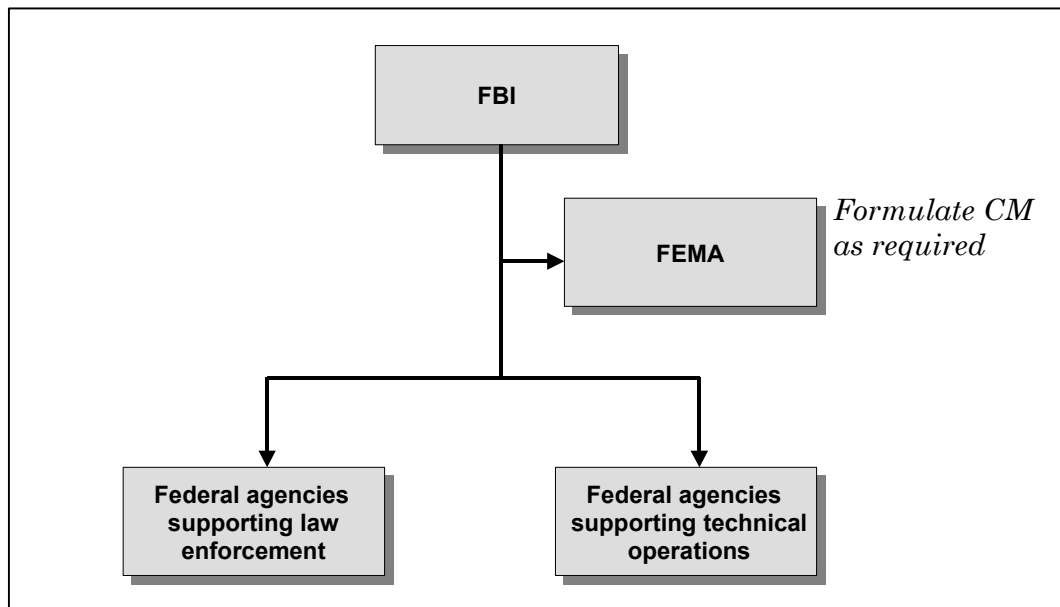 FBI
FEMA
Formulate CM
as required
Federal agencies
supporting law
enforcement
Federal agencies
supporting technical
operations